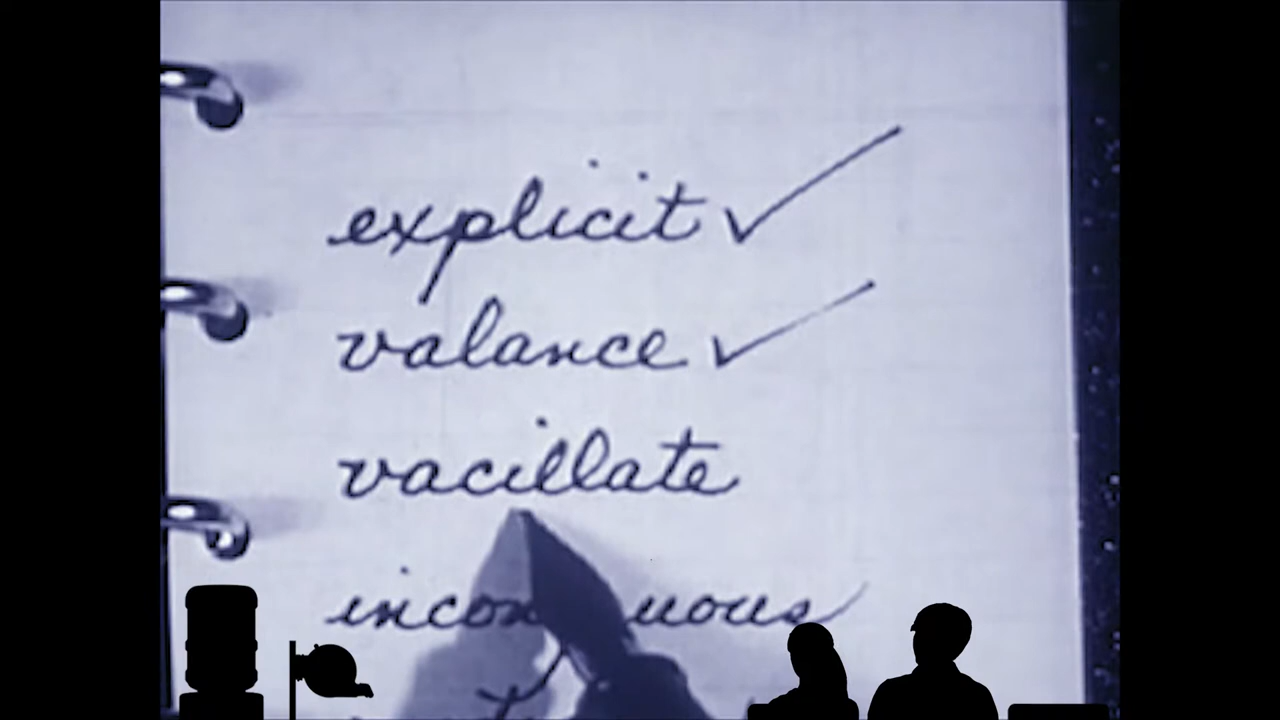 explicit ✓
valance ✓
vacillate